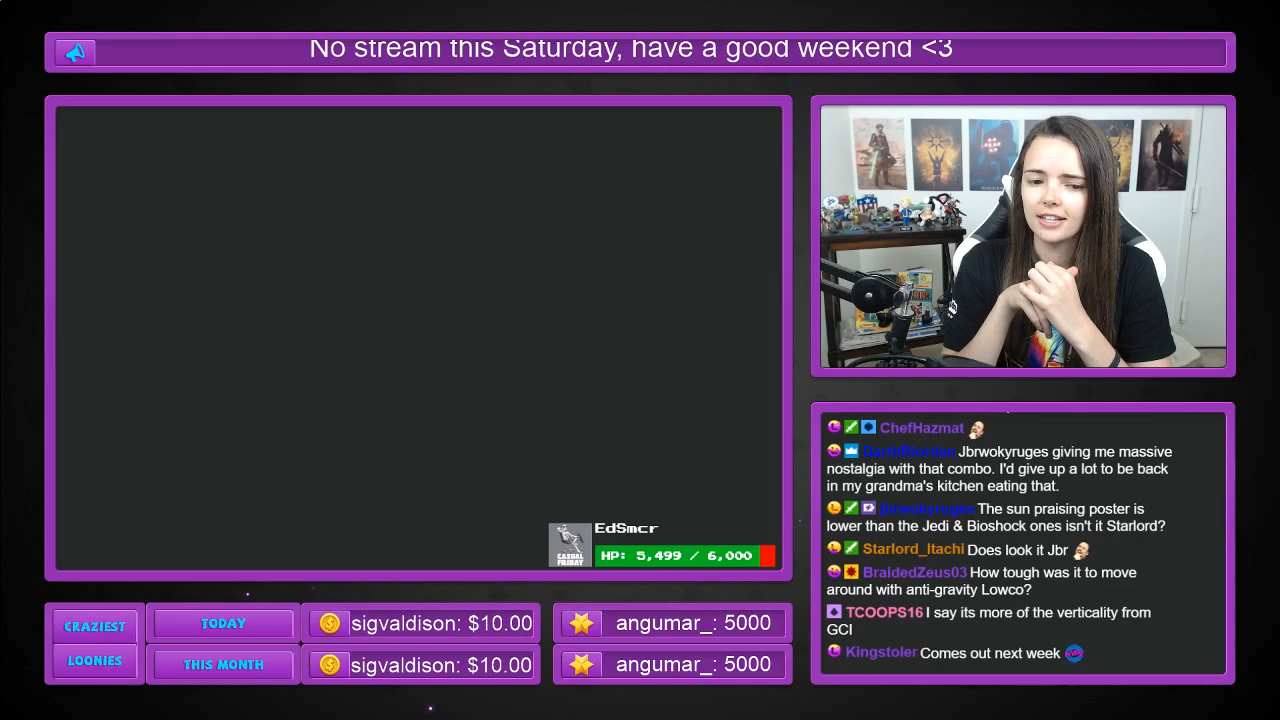 No stream this Saturday, have a good weekend <3
EdSmcr
HP: 5,499 / 6,000
CASUAL
FRIDAY
ChefHazmat
DarthRiordan Jbrwokyruges giving me massive
nostalgia with that combo. I'd give up a lot to be back
in my grandma's kitchen eating that.
jbrwokyruges The sun praising poster is
lower than the Jedi & Bioshock ones isn't it Starlord?
Starlord_Itachi Does look it Jbr
BraldedZeus03 How tough was it to move
around with anti-gravity Lowco?
TCOOPS16 I say its more of the verticality from
GCI
Kingstoler Comes out next week
CRAZIEST
LOONIES
TODAY
sigvaldison: $10.00
angumar_: 5000
THIS MONTH
sigvaldison: $10.00
angumar_: 5000